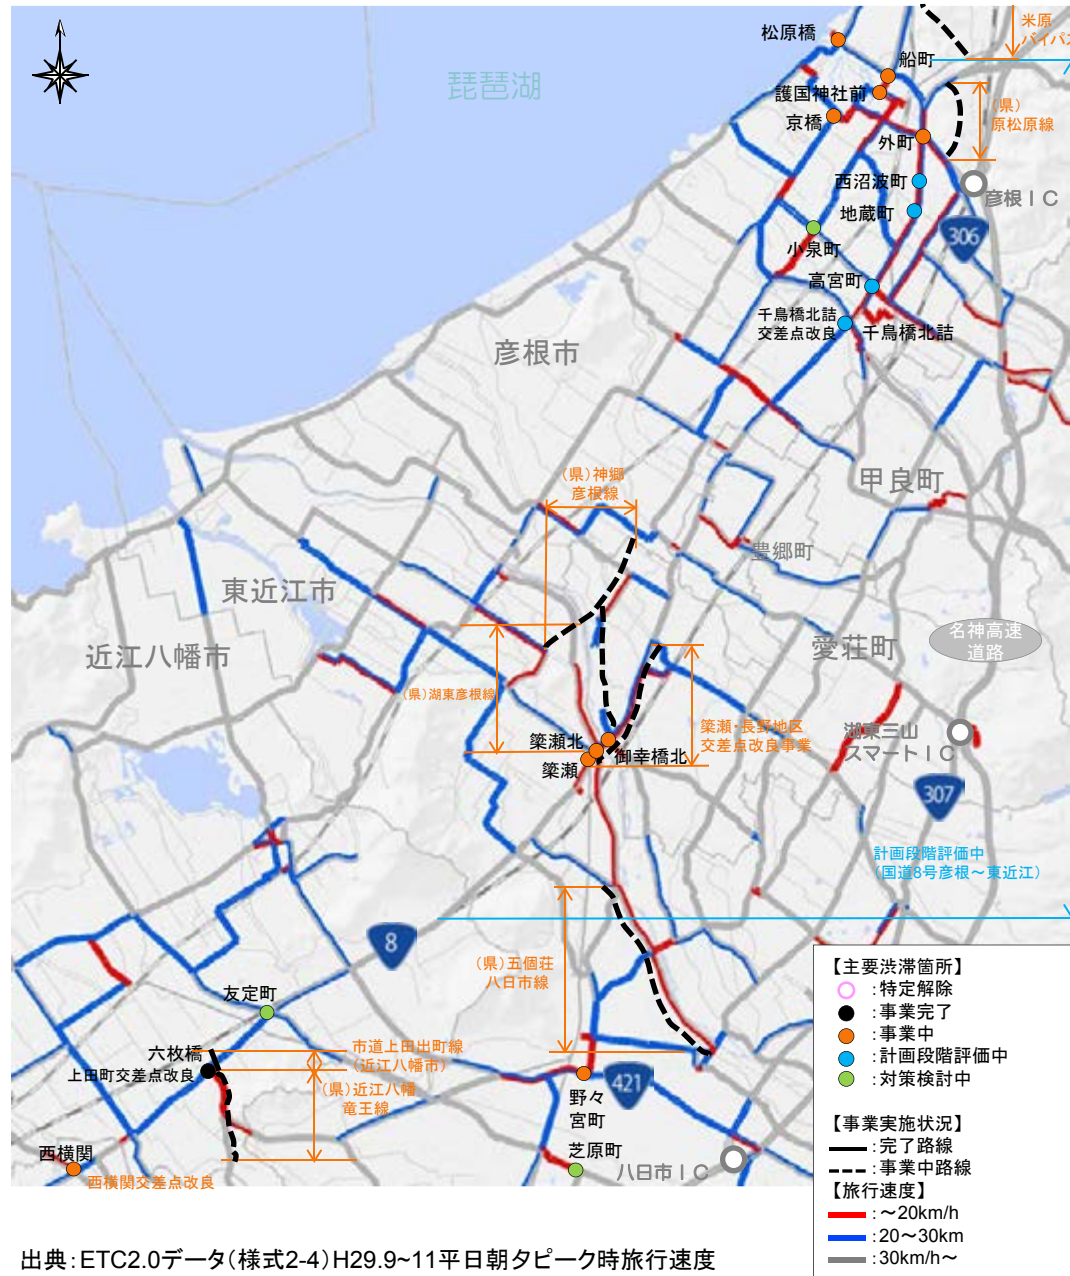 松原橋
米原
バイパス
船町
琵琶湖
護国神社前
(県)
原松原線
京橋
外町
西沼波町
彦根IC
地蔵町
306
小泉町
高宮町
千鳥橋北詰
交差点改良
千鳥橋北詰
彦根市
(県)神郷
彦根線
甲良町
豊郷町
東近江市
名神高速
道路
近江八幡市
愛荘町
(県)湖東彦根線
簗瀬・長野地区
交差点改良事業
湖東三山
スマートIC
簗瀬北
御幸橋北
簗瀬
307
計画段階評価中
(国道8号彦根～東近江)
8
(県)五個荘
八日市線
友定町
六枚橋
市道上田出町線
(近江八幡市)
上田町交差点改良
(県)近江八幡
竜王線
421
野々
宮町
芝原町
西横関
八日市IC
西横関交差点改良
【主要渋滞箇所】
：特定解除
：事業完了
：事業中
：計画段階評価中
：対策検討中
【事業実施状況】
：完了路線
：事業中路線
【旅行速度】
：～20km/h
：20～30km
：30km/h～
出典：ETC2.0データ(様式2-4)H29.9~11平日朝夕ピーク時旅行速度